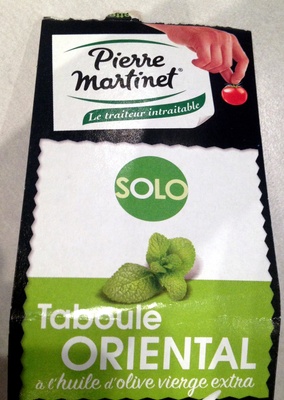 Pierre
Martinet®
Le traiteur intraitable
SOLO
Taboulé
ORIENTAL
à l'huile d'olive vierge extra